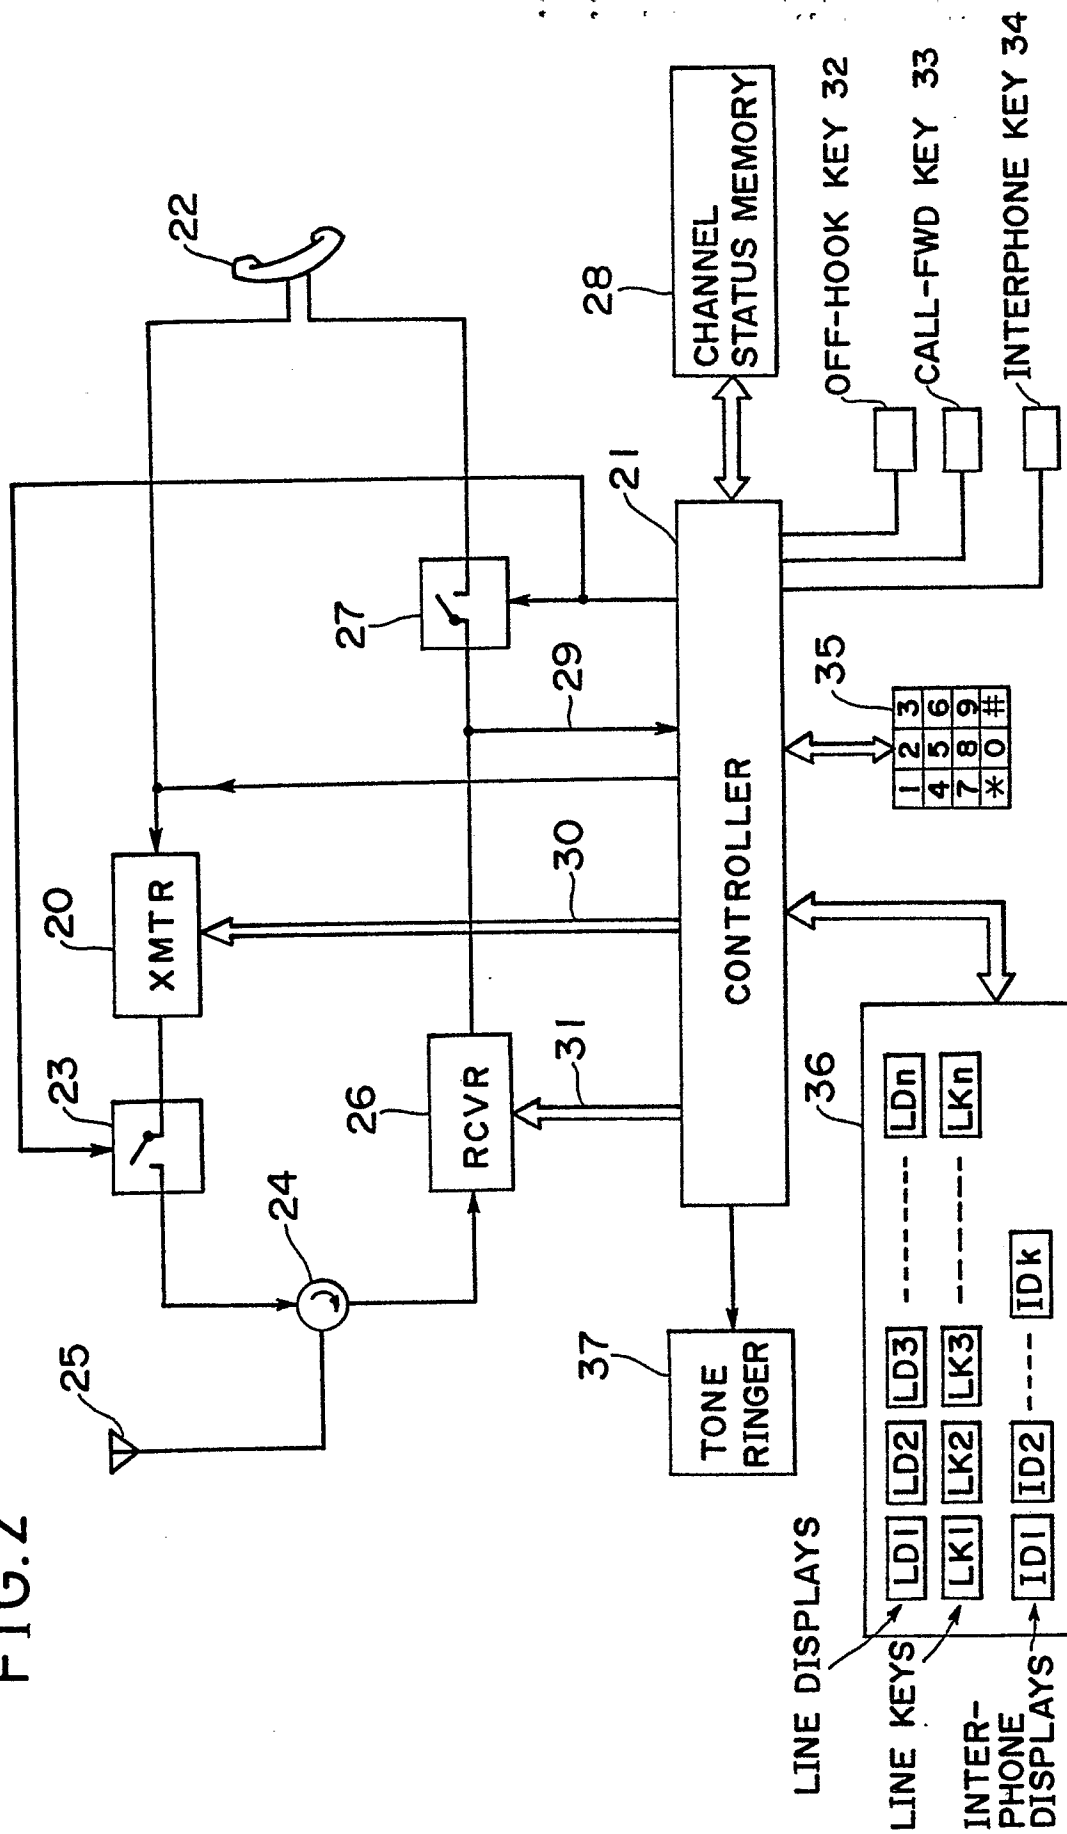 FIG. 2
25
24
23
20
22
26
27
29
30
31
21
28
CHANNEL
STATUS MEMORY
XMTR
RCVR
CONTROLLER
37
TONE
RINGER
OFF-HOOK KEY 32
CALL-FWD KEY 33
INTERPHONE KEY 34
35
1 2 3
4 5 6
7 8 9
* 0 #
36
LINE DISPLAYS
LD1 LD2 LD3 LDn
LINE KEYS
LK1 LK2 LK3 LKn
INTER-
PHONE
DISPLAYS
ID1 ID2 IDk